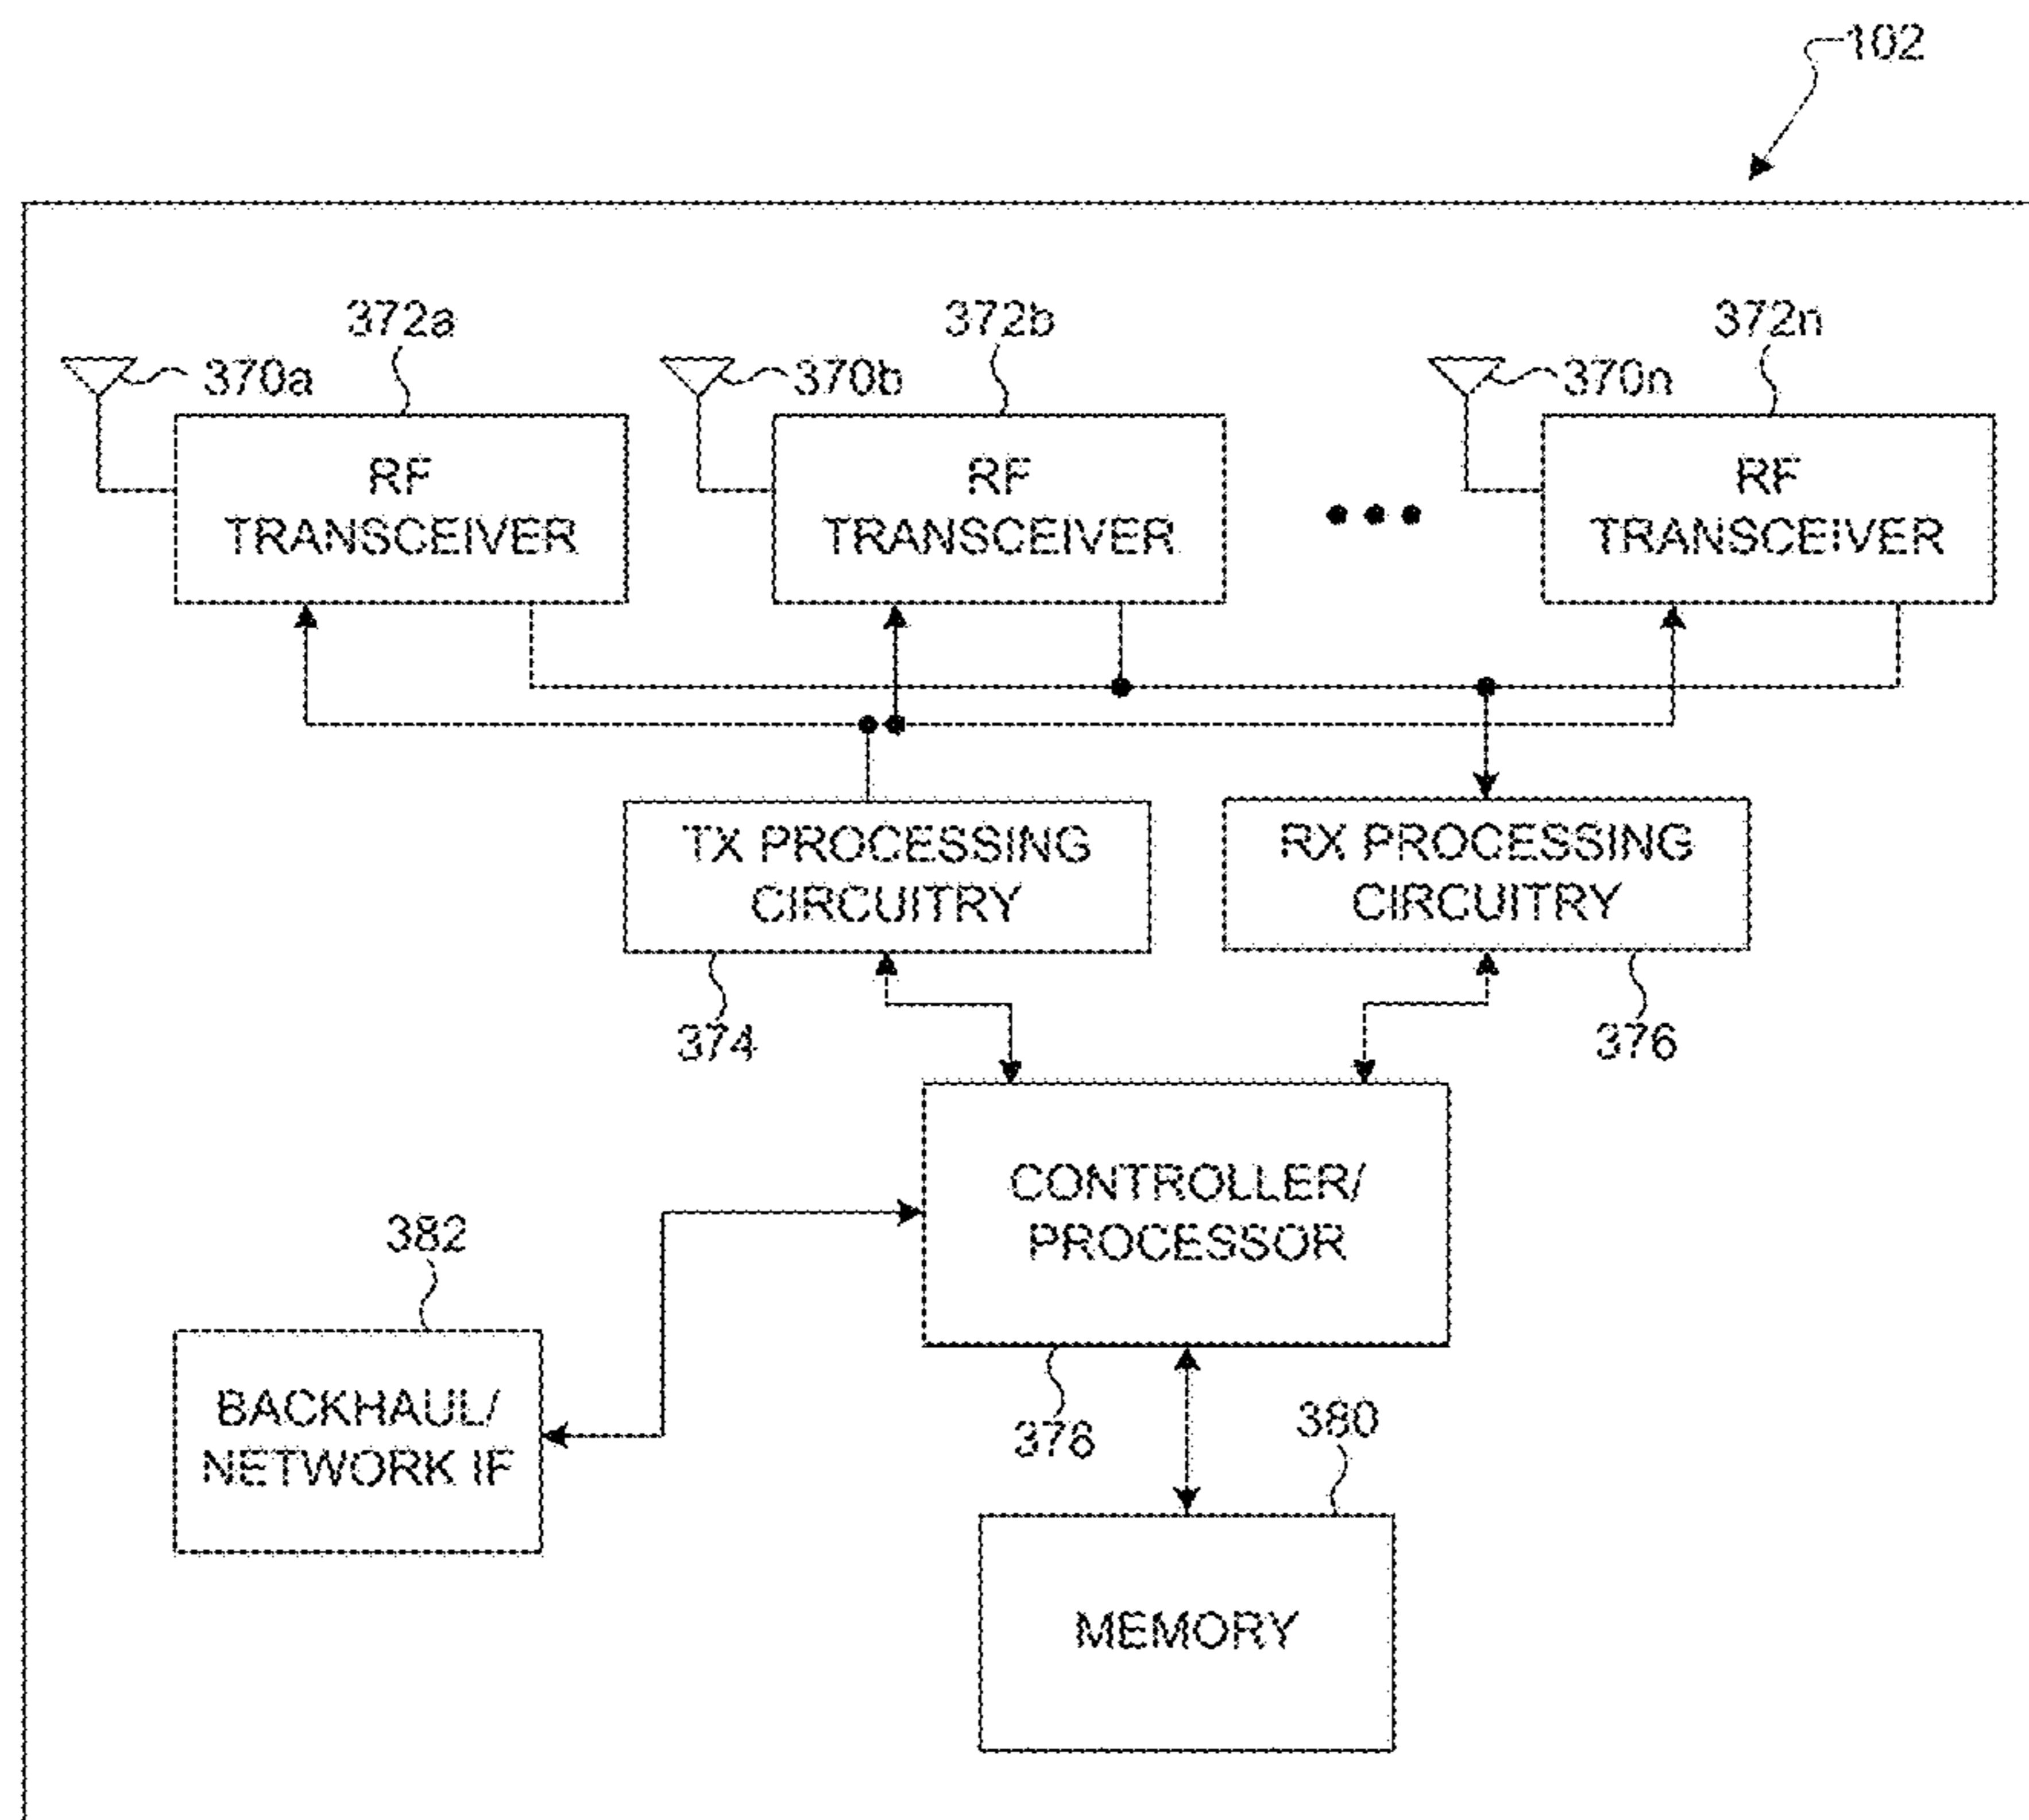 102
372a
372b
372n
370a
370b
370n
RF
TRANSCEIVER
RF
TRANSCEIVER
RF
TRANSCEIVER
TX PROCESSING
CIRCUITRY
RX PROCESSING
CIRCUITRY
374
376
CONTROLLER/
PROCESSOR
382
BACKHAUL/
NETWORK IF
378
380
MEMORY